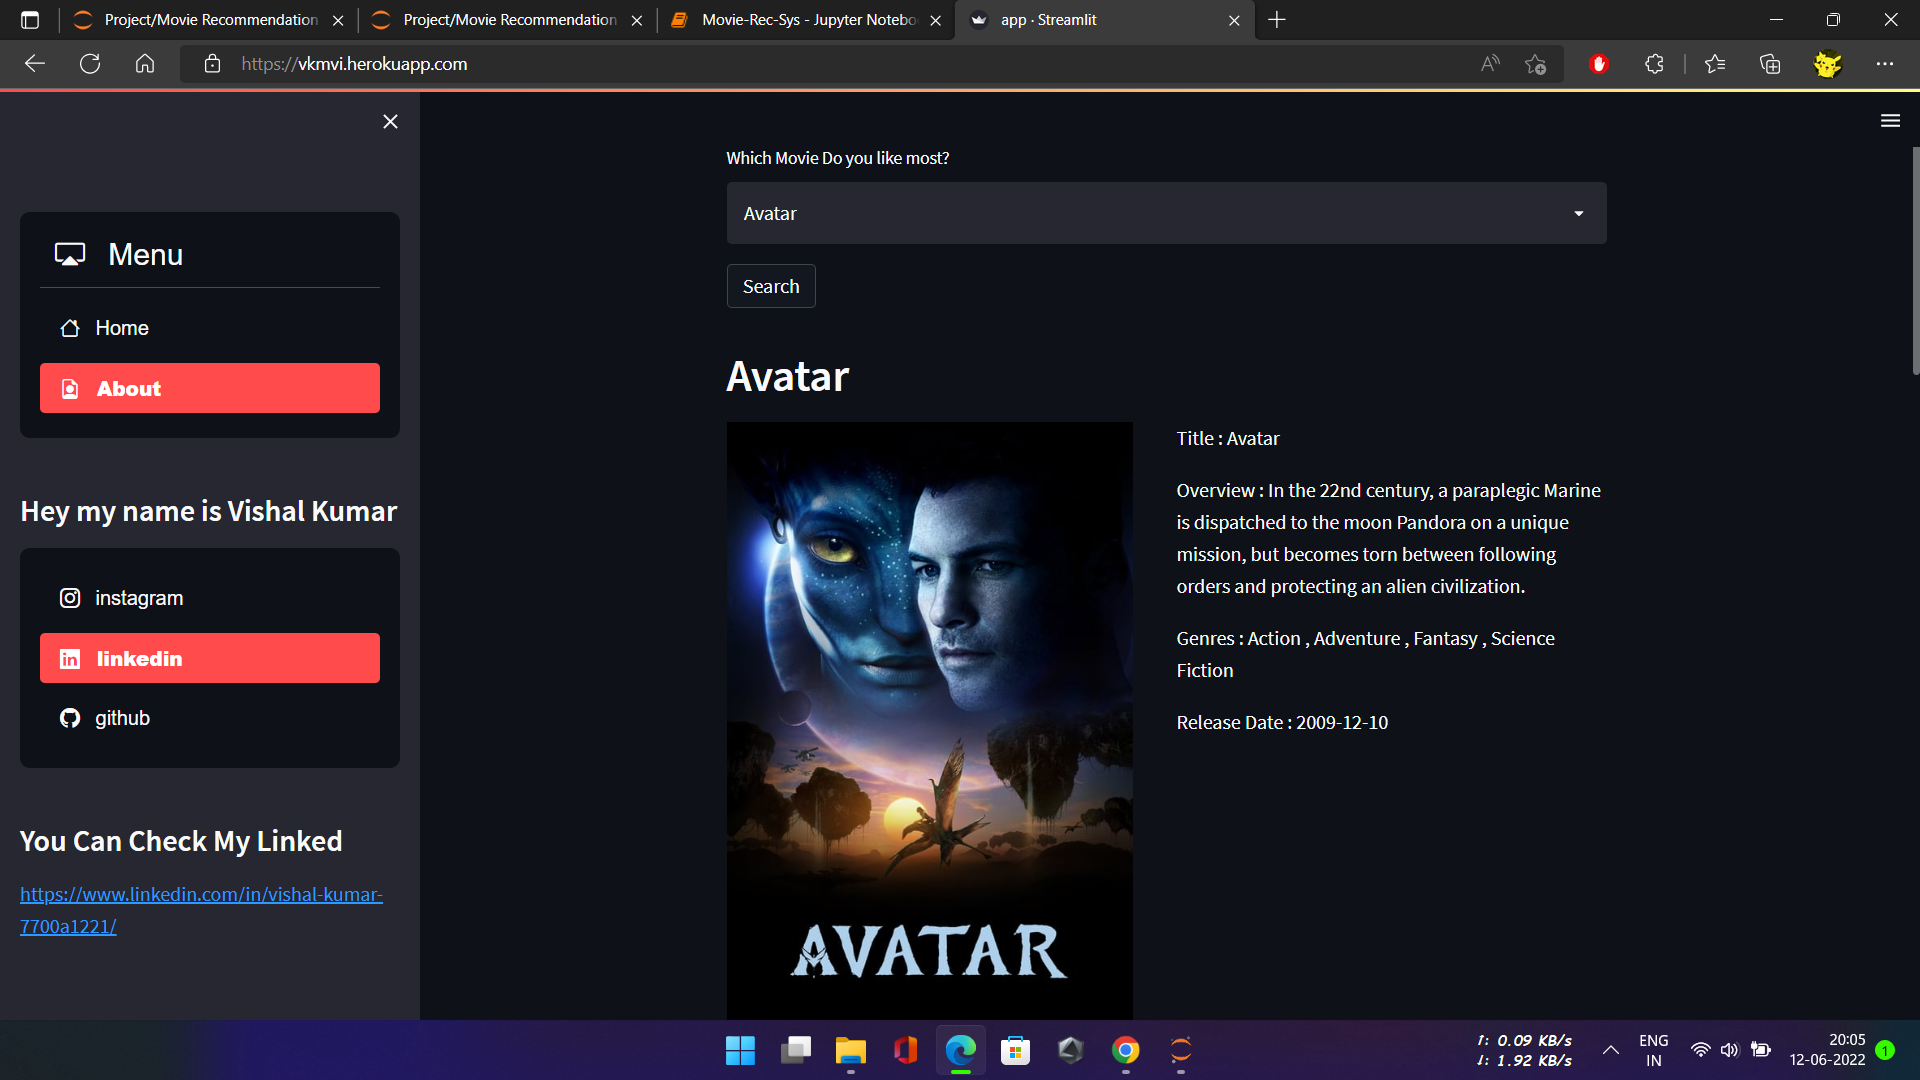 Project/Movie Recommendation
Project/Movie Recommendation
Movie-Rec-Sys - Jupyter Notebo
app · Streamlit
https://vkmvi.herokuapp.com
Menu
Home
About
Hey my name is Vishal Kumar
instagram
linkedin
github
You Can Check My Linked
https://www.linkedin.com/in/vishal-kumar-
7700a1221/
Which Movie Do you like most?
Avatar
Search
Avatar
AVATAR
Title : Avatar
Overview : In the 22nd century, a paraplegic Marine
is dispatched to the moon Pandora on a unique
mission, but becomes torn between following
orders and protecting an alien civilization.
Genres : Action , Adventure , Fantasy , Science
Fiction
Release Date : 2009-12-10
↑: 0.09 KB/s
↓: 1.92 KB/s
ENG
IN
20:05
12-06-2022
1